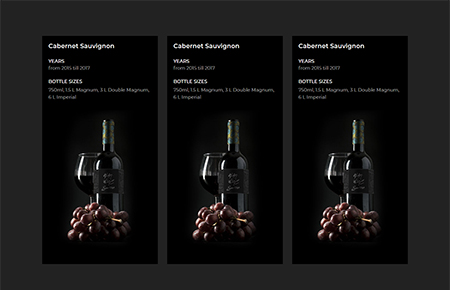 Cabernet Sauvignon
YEARS
from 2015 till 2017
BOTTLE SIZES
750ml, 1.5 L Magnum, 3 L Double Magnum,
6 L Imperial
Cabernet Sauvignon
YEARS
from 2015 till 2017
BOTTLE SIZES
750ml, 1.5 L Magnum, 3 L Double Magnum,
6 L Imperial
Cabernet Sauvignon
YEARS
from 2015 till 2017
BOTTLE SIZES
750ml, 1.5 L Magnum, 3 L Double Magnum,
6 L Imperial